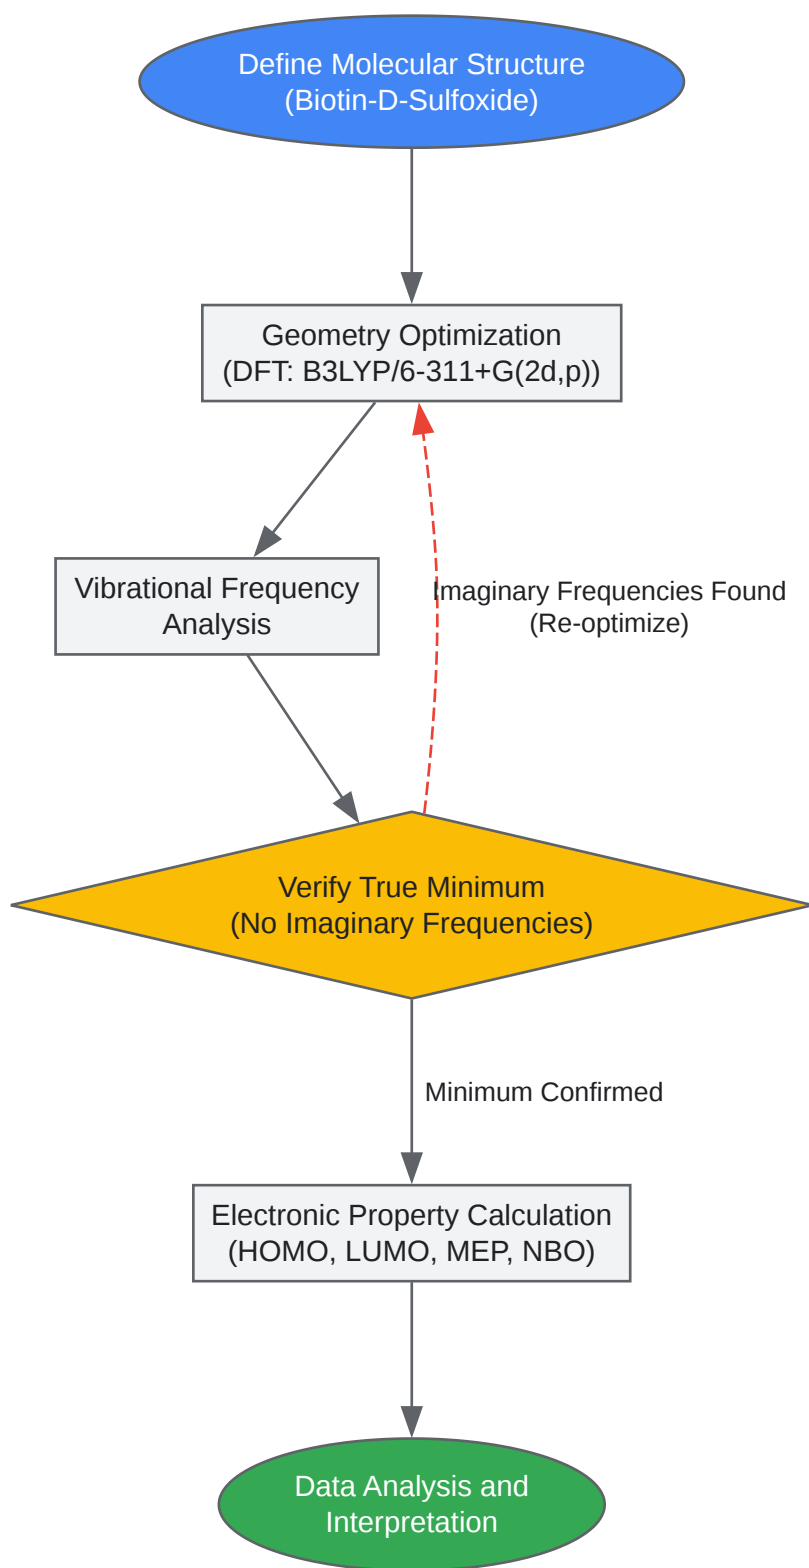 Define Molecular Structure
(Biotin-D-Sulfoxide)
Geometry Optimization
(DFT: B3LYP/6-311+G(2d,p))
Vibrational Frequency
Analysis
Imaginary Frequencies Found
(Re-optimize)
Verify True Minimum
(No Imaginary Frequencies)
Minimum Confirmed
Electronic Property Calculation
(HOMO, LUMO, MEP, NBO)
Data Analysis and
Interpretation